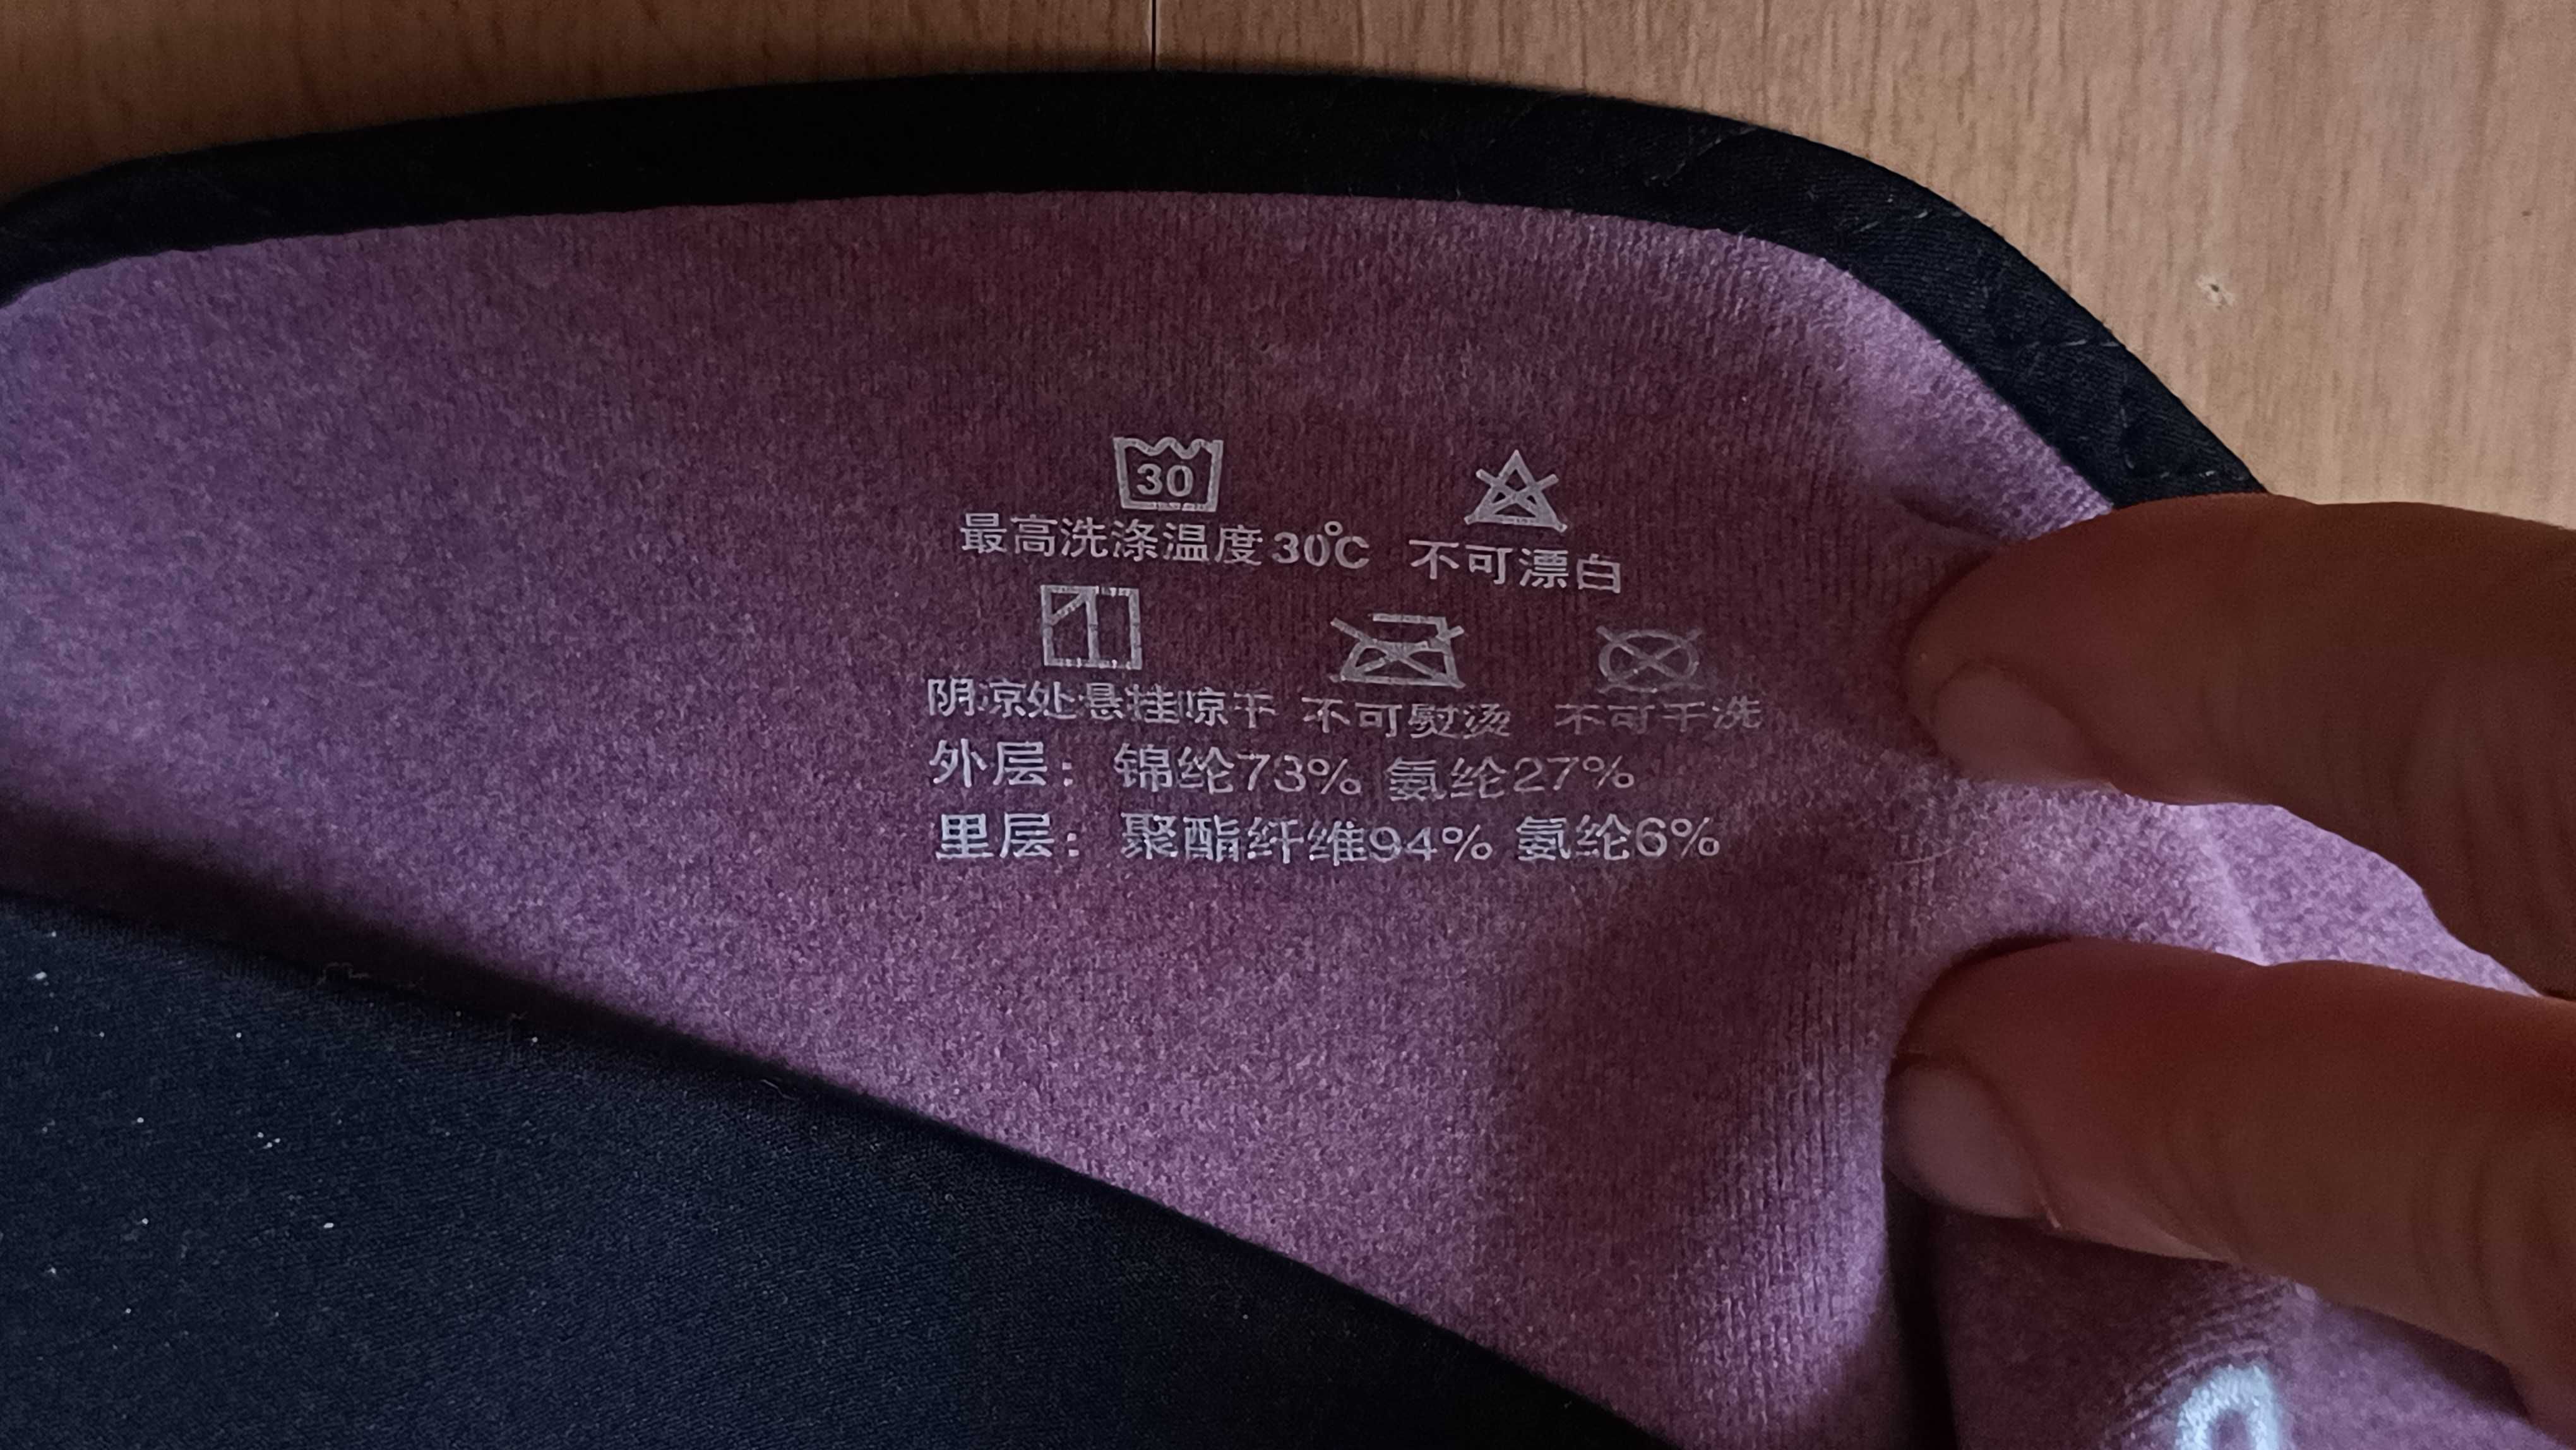 30
最高洗涤温度30℃ 不可漂白
阴凉处悬挂晾干 不可熨烫 不可干洗
外层：锦纶73% 氨纶27%
里层：聚酯纤维94% 氨纶6%